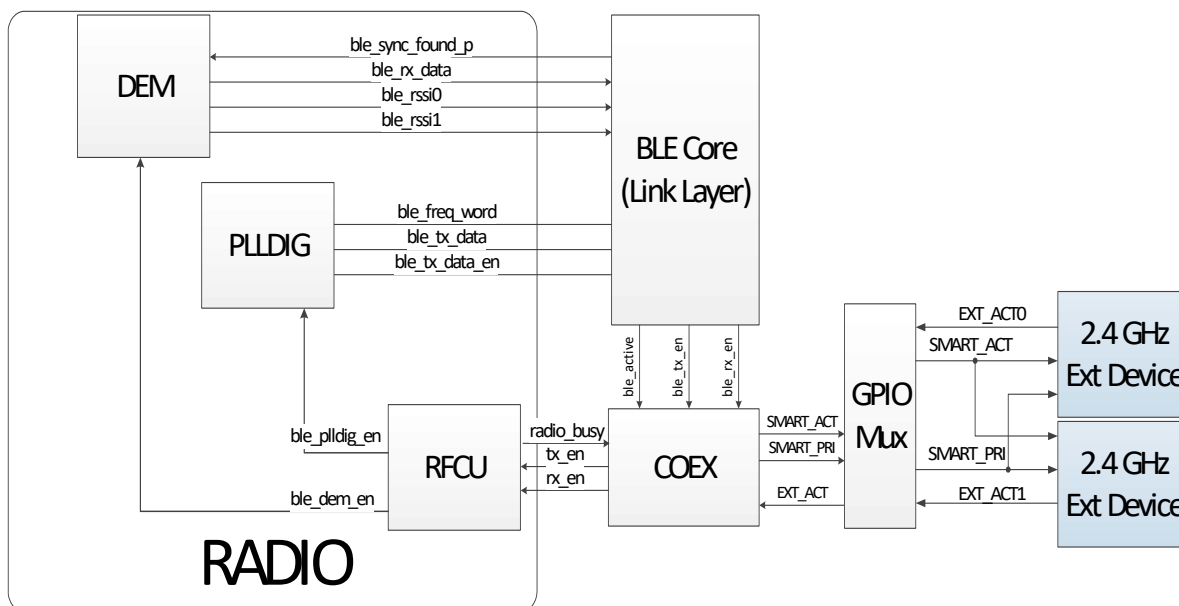 DEM
ble_sync_found_p
ble_rx_data
ble_rssi0
ble_rssi1
BLE Core
(Link Layer)
PLLDIG
ble_freq_word
ble_tx_data
ble_tx_data_en
ble_active
ble_tx_en
ble_rx_en
GPIO
Mux
EXT_ACT0
SMART_ACT
2.4 GHz
Ext Device
ble_plldig_en
ble_dem_en
RFCU
radio_busy
tx_en
rx_en
COEX
SMART_ACT
SMART_PRI
EXT_ACT
SMART_PRI
EXT_ACT1
2.4 GHz
Ext Device
RADIO